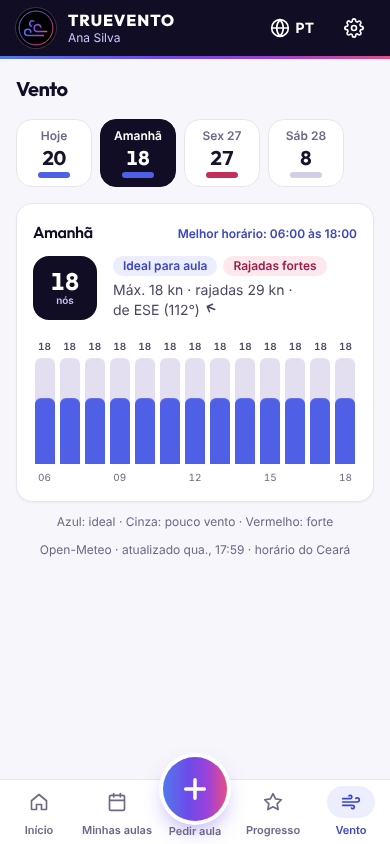 TRUEVENTO
Ana Silva
PT
Vento
Hoje
20
Amanhã
18
Sex 27
27
Sáb 28
8
Amanhã
Melhor horário: 06:00 às 18:00
18
nós
Ideal para aula
Rajadas fortes
Máx. 18 kn · rajadas 29 kn ·
de ESE (112°)
18 18 18 18 18 18 18 18 18 18 18 18 18
06 09 12 15 18
Azul: ideal · Cinza: pouco vento · Vermelho: forte
Open-Meteo · atualizado qua., 17:59 · horário do Ceará
Início
Minhas aulas
Pedir aula
Progresso
Vento